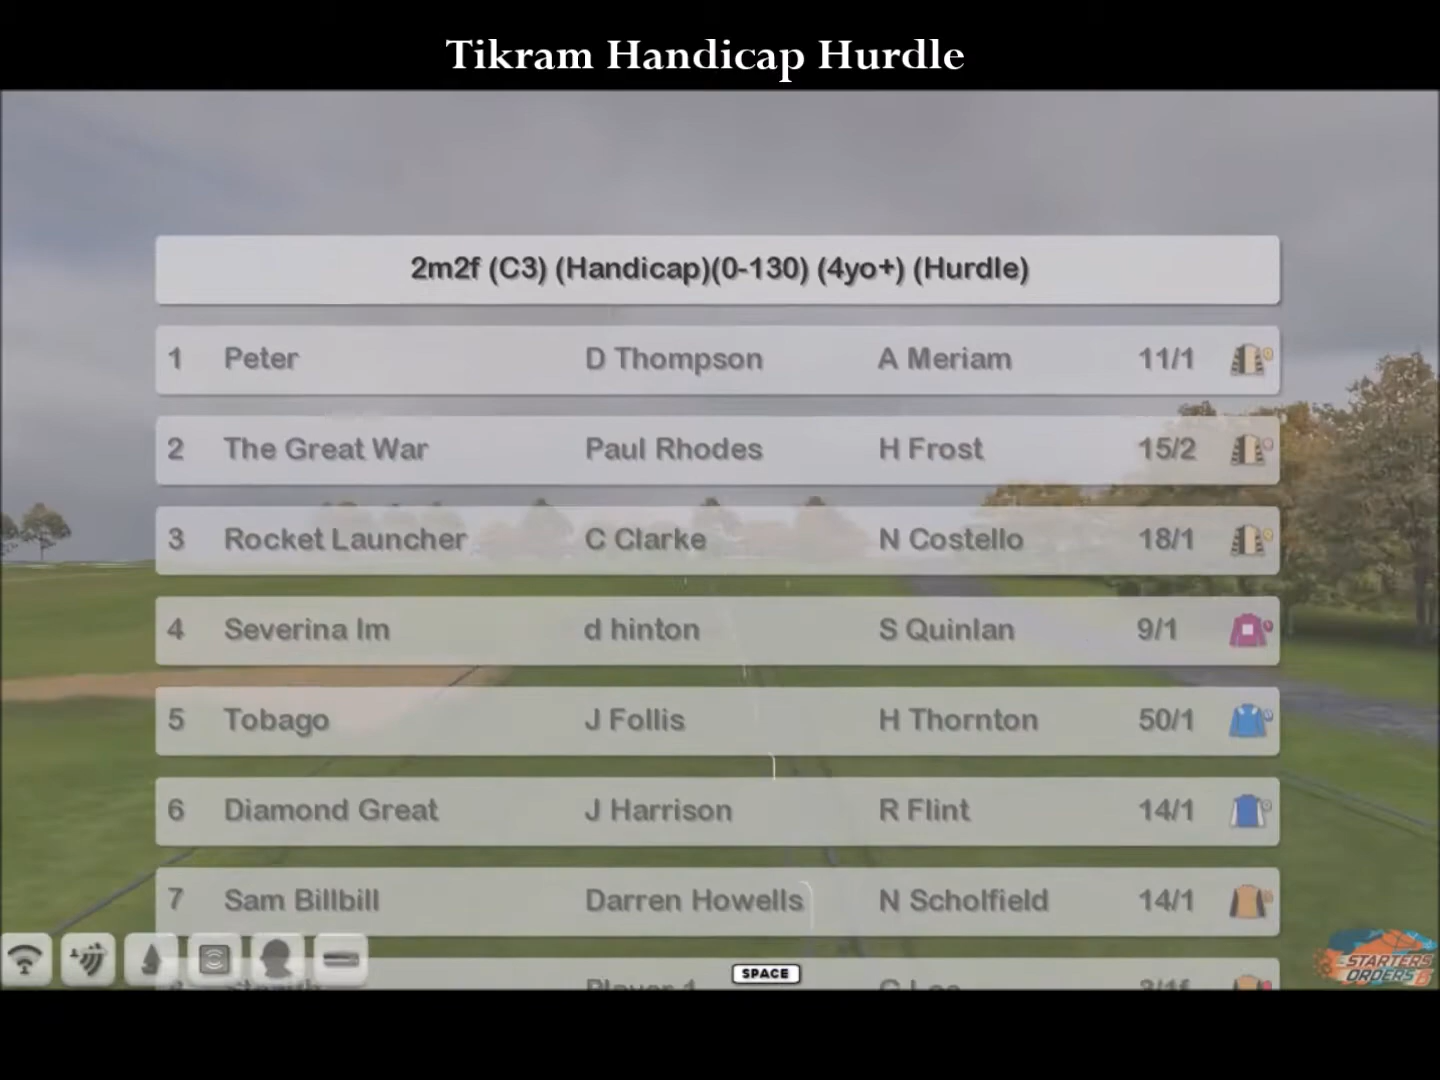 Tikram Handicap Hurdle
2m2f (C3) (Handicap)(0-130) (4yo+) (Hurdle)
1 Peter D Thompson A Meriam 11/1
2 The Great War Paul Rhodes H Frost 15/2
3 Rocket Launcher C Clarke N Costello 18/1
4 Severina Im d hinton S Quinlan 9/1
5 Tobago J Follis H Thornton 50/1
6 Diamond Great J Harrison R Flint 14/1
7 Sam Billbill Darren Howells N Scholfield 14/1
Player 1
SPACE
STARTERS
ORDERS 6